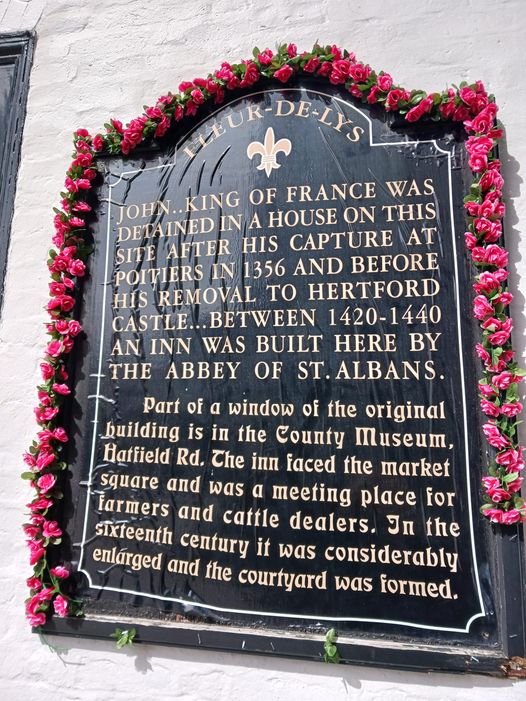 FLEUR-DE-LYS
JOHN..KING OF FRANCE WAS
DETAINED IN A HOUSE ON THIS
SITE AFTER HIS CAPTURE AT
POITIERS IN 1356 AND BEFORE
HIS REMOVAL TO HERTFORD
CASTLE...BETWEEN 1420-1440
AN INN WAS BUILT HERE BY
THE ABBEY OF ST. ALBANS.
Part of a window of the original
building is in the County Museum,
Hatfield Rd. The inn faced the market
square and was a meeting place for
farmers and cattle dealers. In the
sixteenth century it was considerably
enlarged and the courtyard was formed.